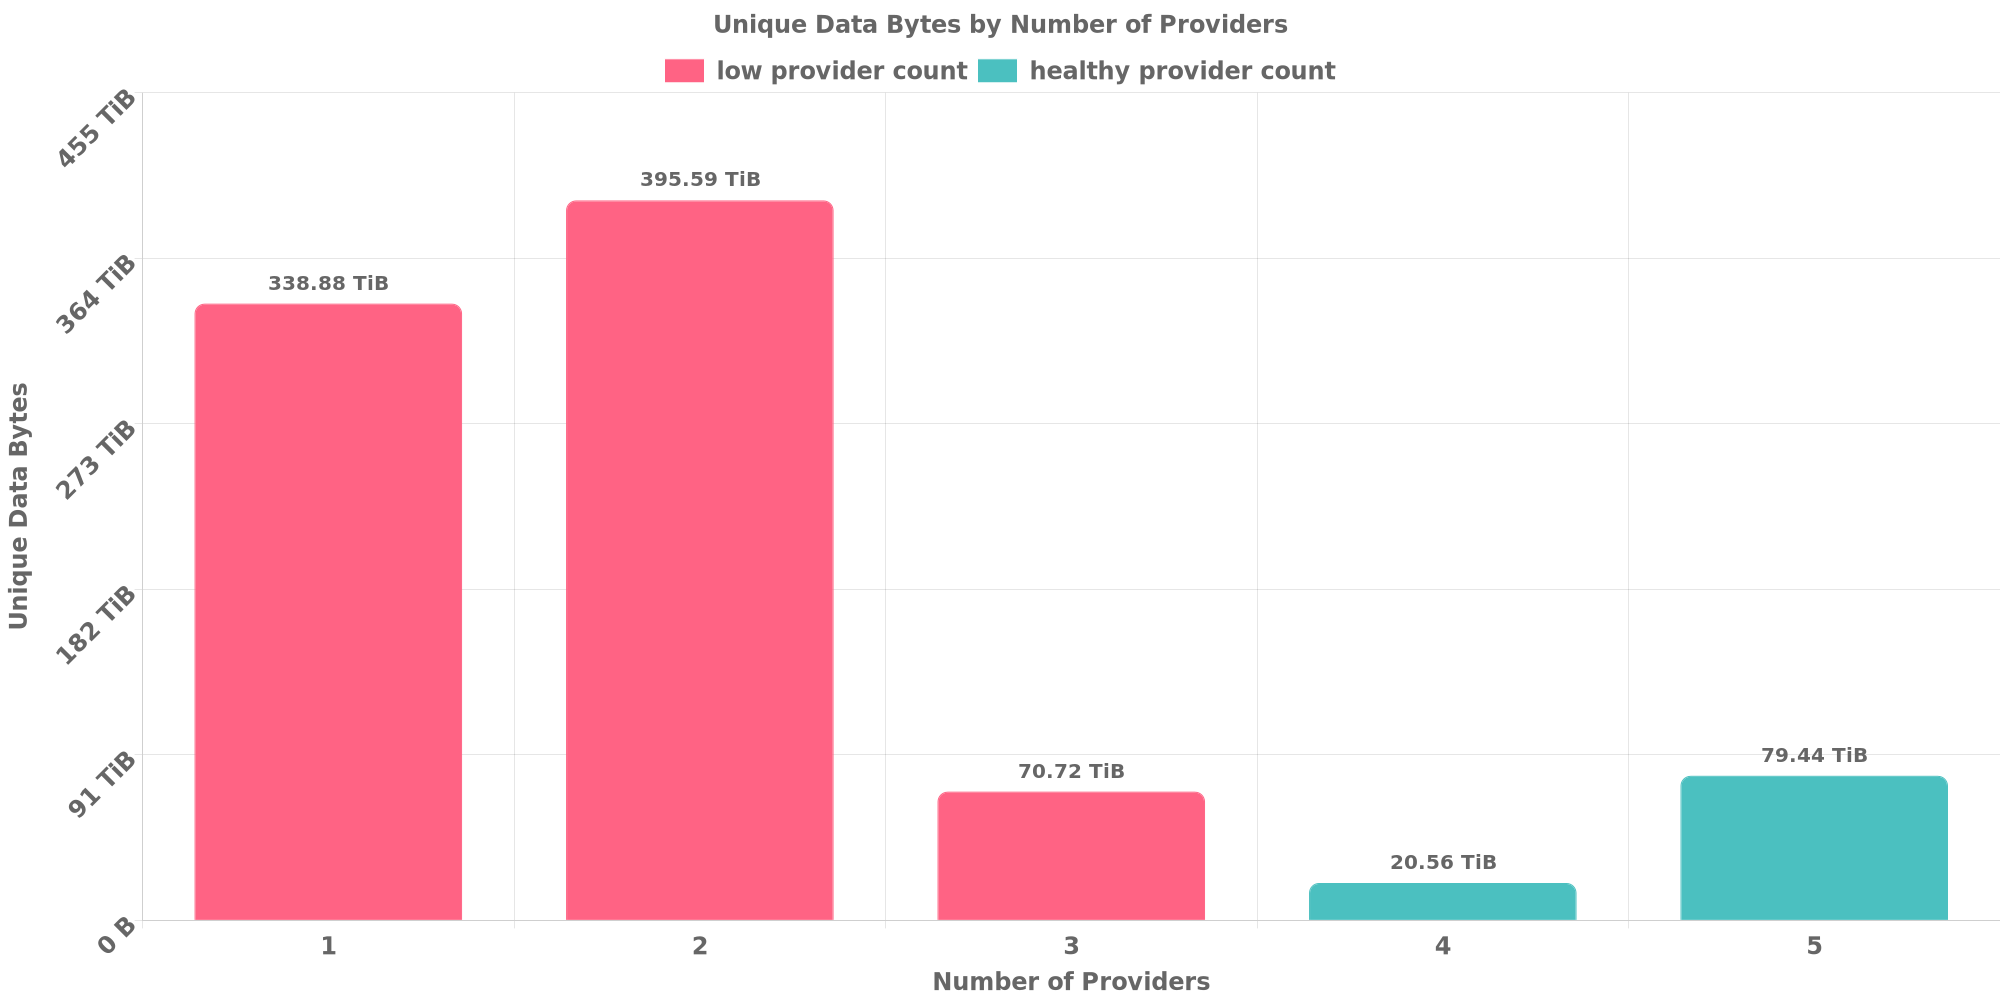 Unique Data Bytes by Number of Providers
low provider count healthy provider count
455 TiB
364 TiB
273 TiB
182 TiB
91 TiB
0 B
Unique Data Bytes
338.88 TiB
395.59 TiB
70.72 TiB
20.56 TiB
79.44 TiB
1 2 3 4 5
Number of Providers